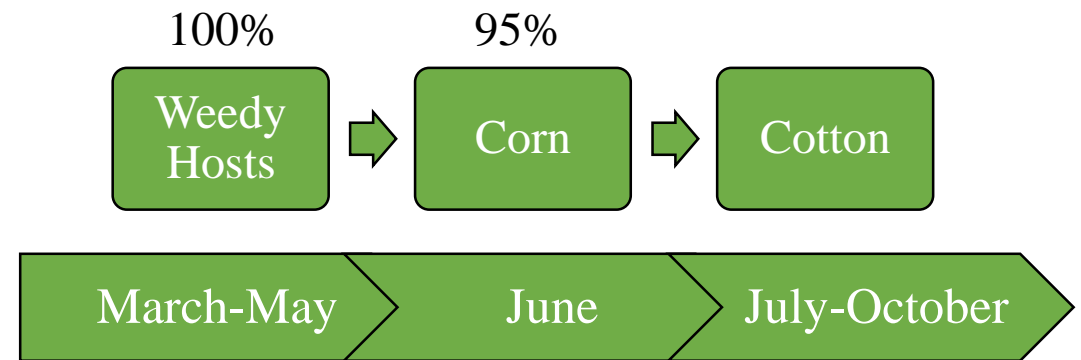 100% 95%
Weedy
Hosts
Corn
Cotton
March-May
June
July-October